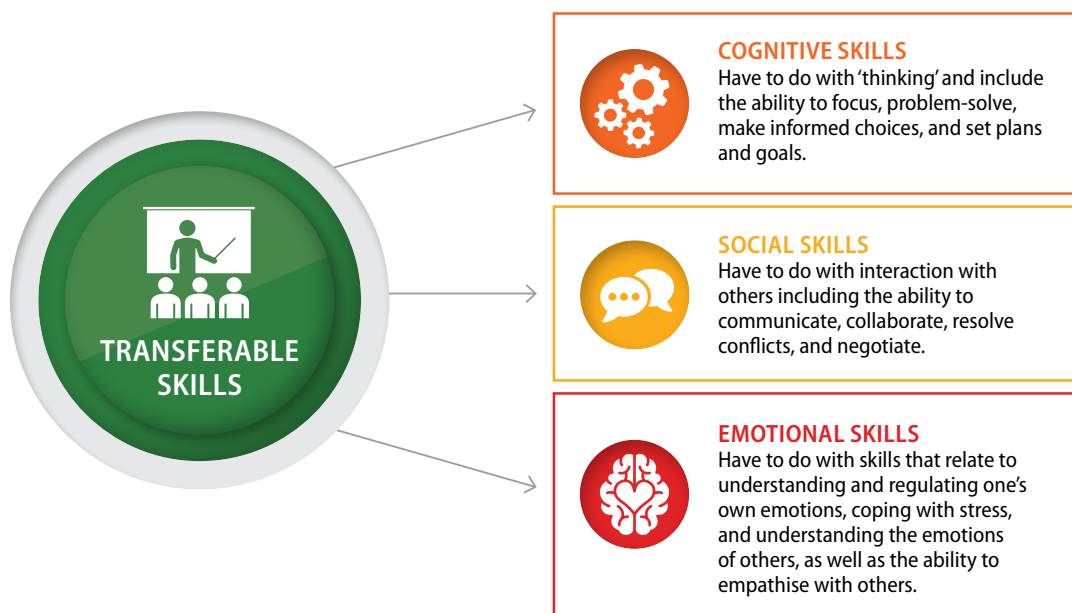 TRANSFERABLE
SKILLS
COGNITIVE SKILLS
Have to do with ‘thinking’ and include
the ability to focus, problem-solve,
make informed choices, and set plans
and goals.
SOCIAL SKILLS
Have to do with interaction with
others including the ability to
communicate, collaborate, resolve
conflicts, and negotiate.
EMOTIONAL SKILLS
Have to do with skills that relate to
understanding and regulating one’s
own emotions, coping with stress,
and understanding the emotions
of others, as well as the ability to
empathise with others.